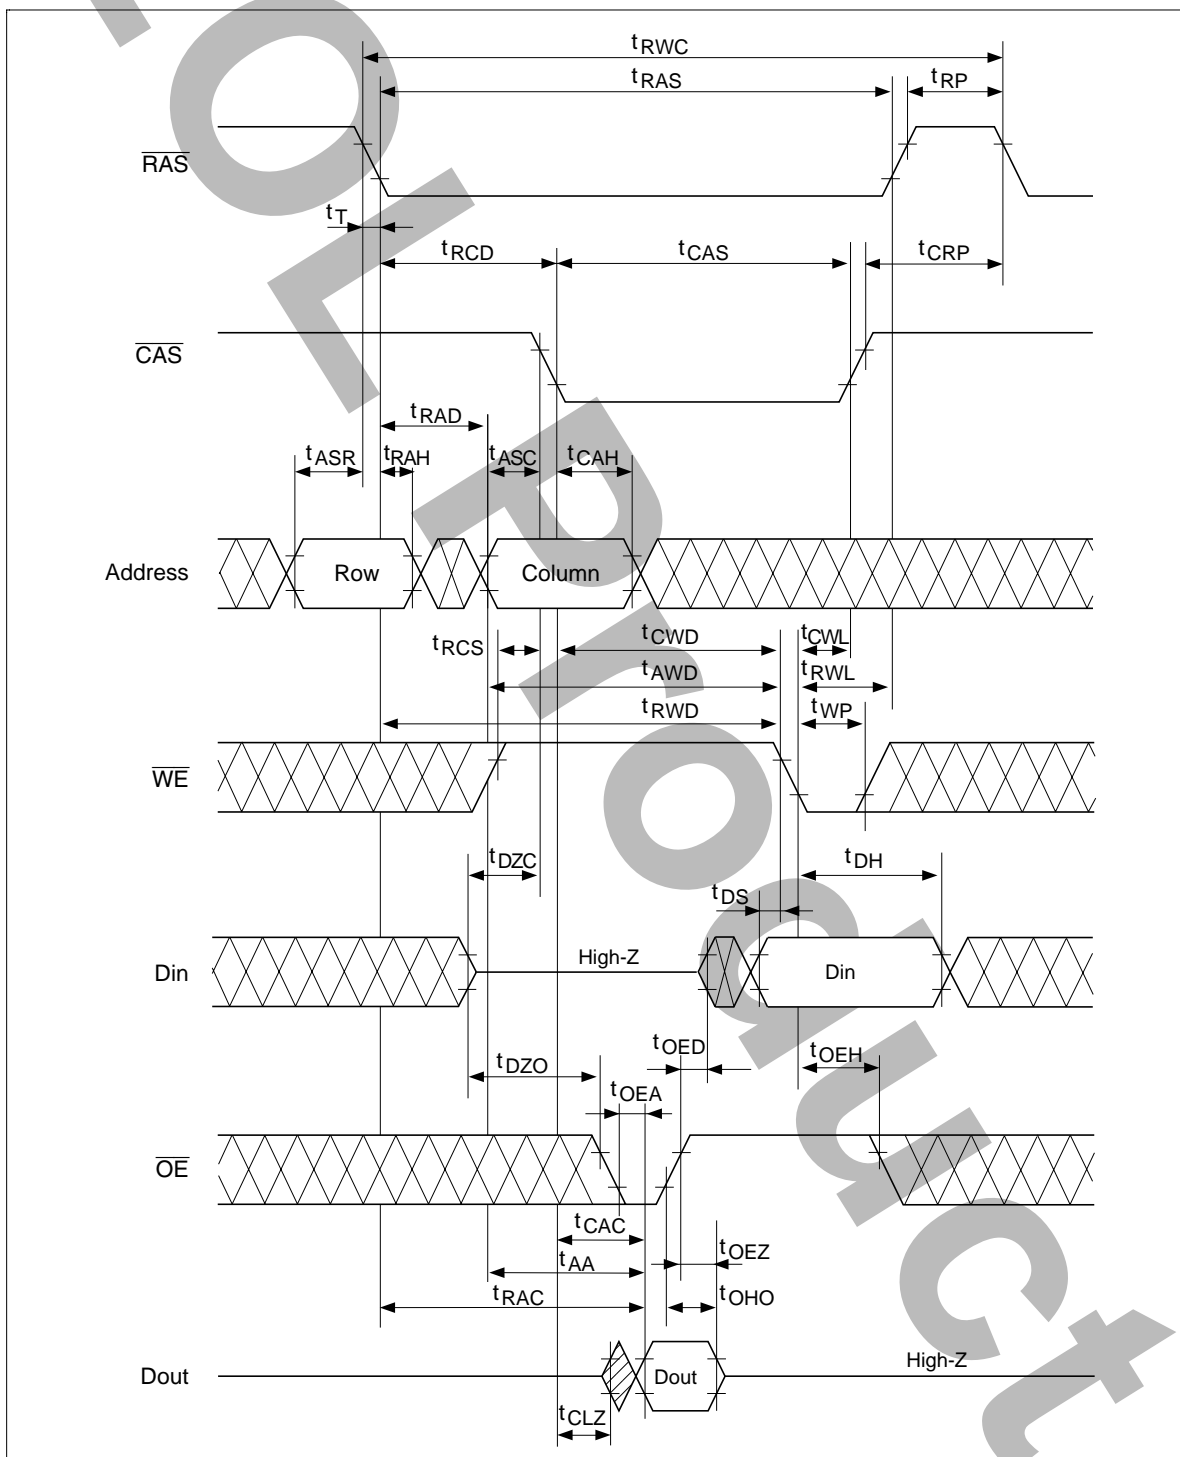 tRWC
tRAS
tRP
RAS
tT
tRCD
tCAS
tCRP
CAS
tRAD
tASR
tRAH
tASC
tCAH
Address
Row
Column
tRCS
tCWD
tCWL
tAWD
tRWL
tRWD
tWP
WE
tDZC
tDH
tDS
Din
High-Z
Din
tOED
tOEH
tDZO
tOEA
OE
tCAC
tOEZ
tAA
tRAC
tOHO
Dout
Dout
High-Z
tCLZ
EOL Product